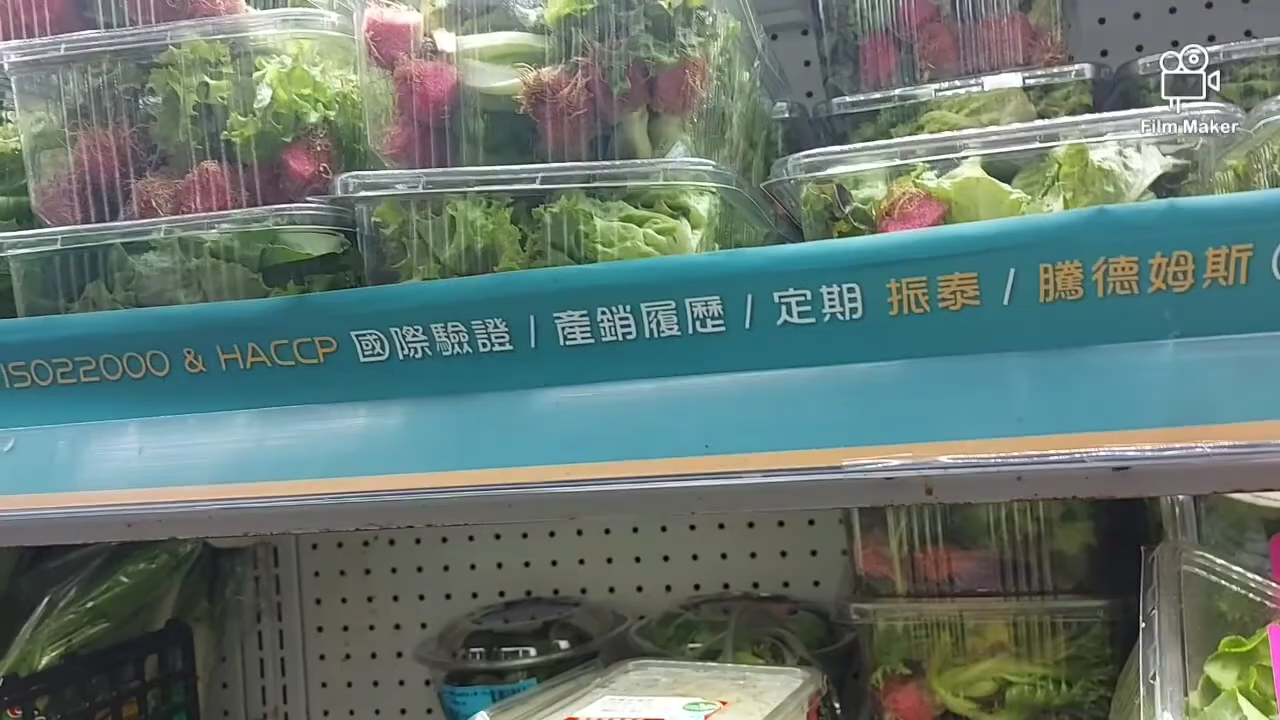 Film Maker
ISO22000 & HACCP 國際驗證 / 產銷履歷 / 定期 振泰 / 騰德姆斯 (